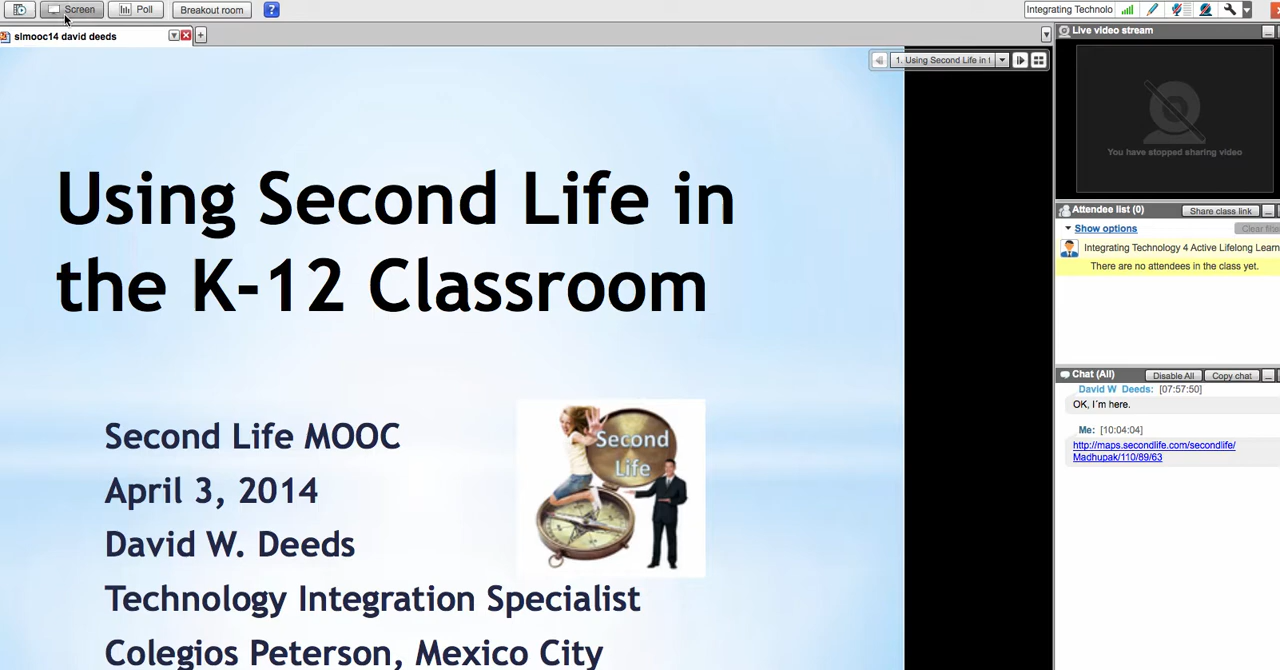 Screen
Poll
Breakout room
?
Integrating Technolo
slmooc14 david deeds
+
1. Using Second Life in t
Using Second Life in
the K-12 Classroom
Second Life MOOC
April 3, 2014
David W. Deeds
Technology Integration Specialist
Colegios Peterson, Mexico City
Second
Life
Live video stream
You have stopped sharing video
Attendee list (0)
Share class link
Show options
Clear filte
Integrating Technology 4 Active Lifelong Learn
There are no attendees in the class yet.
Chat (All)
Disable All
Copy chat
David W Deeds: [07:57:50]
OK, I´m here.
Me: [10:04:04]
http://maps.secondlife.com/secondlife/
Madhupak/110/89/63